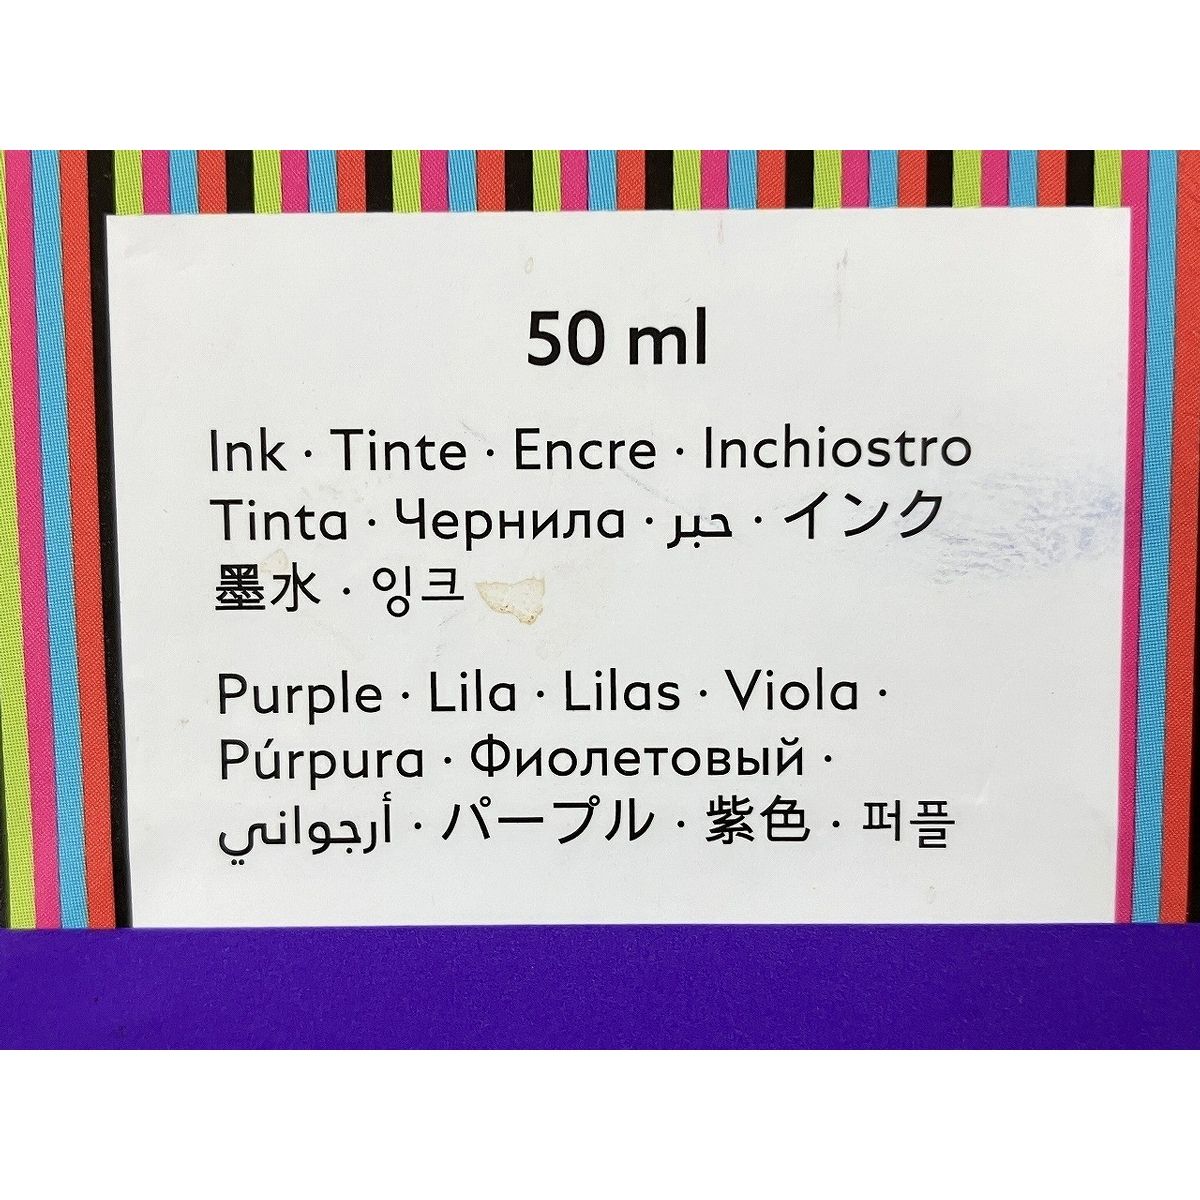 50 ml
Ink · Tinte · Encre · Inchiostro
Tinta · Чернила · حبر · インク
墨水 · 잉크
Purple · Lila · Lilas · Viola ·
Púrpura · Фиолетовый ·
أرجواني · パープル · 紫色 · 퍼플